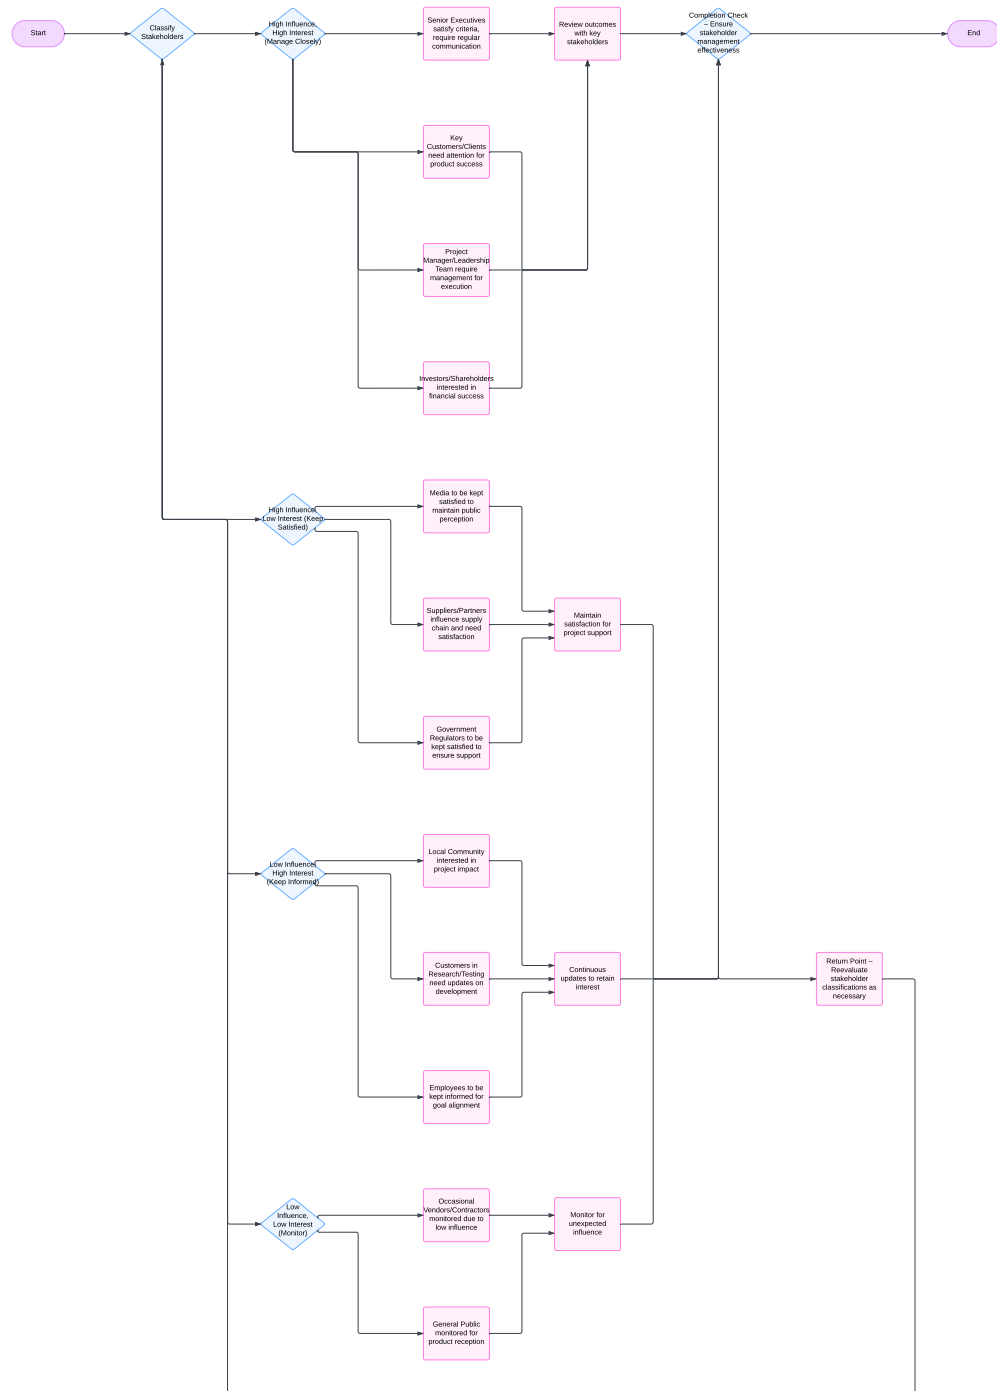 Start
Classify
Stakeholders
High Influence,
High Interest
(Manage Closely)
Senior Executives
satisfy criteria,
require regular
communication
Review outcomes
with key
stakeholders
Completion Check
– Ensure
stakeholder
management
effectiveness
End
Key
Customers/Clients
need attention for
product success
Project
Manager/Leadership
Team require
management for
execution
Investors/Shareholders
interested in
financial success
High Influence,
Low Interest (Keep
Satisfied)
Media to be kept
satisfied to
maintain public
perception
Suppliers/Partners
influence supply
chain and need
satisfaction
Maintain
satisfaction for
project support
Government
Regulators to be
kept satisfied to
ensure support
Low Influence,
High Interest
(Keep Informed)
Local Community
interested in
project impact
Customers in
Research/Testing
need updates on
development
Continuous
updates to retain
interest
Return Point –
Reevaluate
stakeholder
classifications as
necessary
Employees to be
kept informed for
goal alignment
Low
Influence,
Low Interest
(Monitor)
Occasional
Vendors/Contractors
monitored due to
low influence
Monitor for
unexpected
influence
General Public
monitored for
product reception